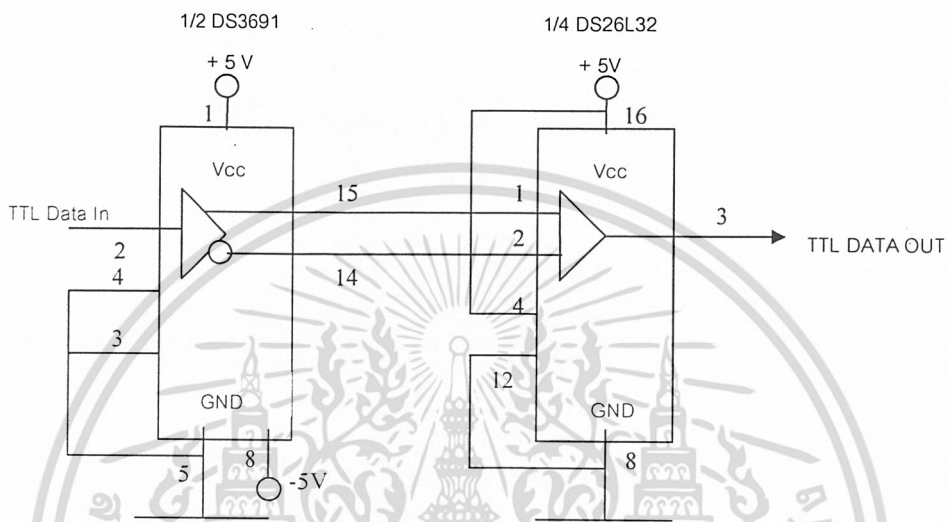 1/2 DS3691
1/4 DS26L32
+ 5 V
+ 5V
1
16
Vcc
Vcc
TTL Data In
15
1
3
2
2
TTL DATA OUT
4
14
4
3
12
GND
GND
5
8
-5V
8